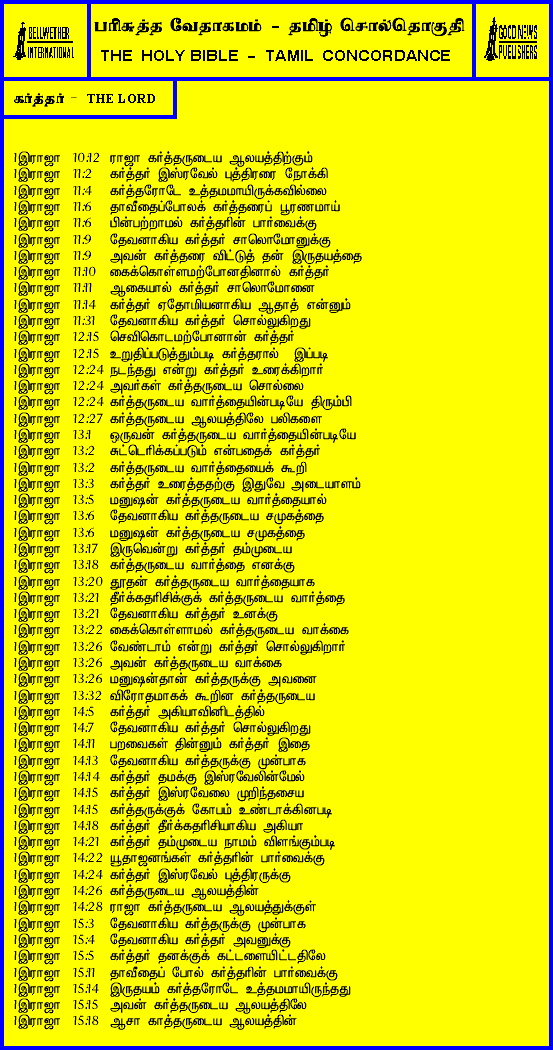 BELLWETHER
INTERNATIONAL
பரிசுத்த வேதாகமம் - தமிழ் சொல்தொகுதி
THE HOLY BIBLE - TAMIL CONCORDANCE
GOOD NEWS
PUBLISHERS
கர்த்தர் - THE LORD
1இராஜா 10:12 ராஜா கர்த்தருடைய ஆலயத்திற்கும்
1இராஜா 11:2 கர்த்தர் இஸ்ரவேல் புத்திரரை நோக்கி
1இராஜா 11:4 கர்த்தரோடே உத்தமமாயிருக்கவில்லை
1இராஜா 11:6 தாவீதைப்போலக் கர்த்தரைப் பூரணமாய்
1இராஜா 11:6 பின்பற்றாமல் கர்த்தரின் பார்வைக்கு
1இராஜா 11:9 தேவனாகிய கர்த்தர் சாலொமோனுக்கு
1இராஜா 11:9 அவன் கர்த்தரை விட்டுத் தன் இருதயத்தை
1இராஜா 11:10 கைக்கொள்ளமற்போனதினால் கர்த்தர்
1இராஜா 11:11 ஆகையால் கர்த்தர் சாலொமோனை
1இராஜா 11:14 கர்த்தர் ஏதோமியனாகிய ஆதாத் என்னும்
1இராஜா 11:31 தேவனாகிய கர்த்தர் சொல்லுகிறது
1இராஜா 12:15 செவிகொடமற்போனான் கர்த்தர்
1இராஜா 12:15 உறுதிப்படுத்தும்படி கர்த்தரால் இப்படி
1இராஜா 12:24 நடந்தது என்று கர்த்தர் உரைக்கிறார்
1இராஜா 12:24 அவர்கள் கர்த்தருடைய சொல்லை
1இராஜா 12:24 கர்த்தருடைய வார்த்தையின்படியே திரும்பி
1இராஜா 12:27 கர்த்தருடைய ஆலயத்திலே பலிகளை
1இராஜா 13:1 ஒருவன் கர்த்தருடைய வார்த்தையின்படியே
1இராஜா 13:2 சுட்டெரிக்கப்படும் என்பதைக் கர்த்தர்
1இராஜா 13:2 கர்த்தருடைய வார்த்தையைக் கூறி
1இராஜா 13:3 கர்த்தர் உரைத்ததற்கு இதுவே அடையாளம்
1இராஜா 13:5 மனுஷன் கர்த்தருடைய வார்த்தையால்
1இராஜா 13:6 தேவனாகிய கர்த்தருடைய சமுகத்தை
1இராஜா 13:6 மனுஷன் கர்த்தருடைய சமுகத்தை
1இராஜா 13:17 இருவென்று கர்த்தர் தம்முடைய
1இராஜா 13:18 கர்த்தருடைய வார்த்தை எனக்கு
1இராஜா 13:20 தூதன் கர்த்தருடைய வார்த்தையாக
1இராஜா 13:21 தீர்க்கதரிசிக்குக் கர்த்தருடைய வார்த்தை
1இராஜா 13:21 தேவனாகிய கர்த்தர் உனக்கு
1இராஜா 13:22 கைக்கொள்ளாமல் கர்த்தருடைய வாக்கை
1இராஜா 13:26 வேண்டாம் என்று கர்த்தர் சொல்லுகிறார்
1இராஜா 13:26 அவன் கர்த்தருடைய வாக்கை
1இராஜா 13:26 மனுஷன்தான் கர்த்தருக்கு அவனை
1இராஜா 13:32 விரோதமாகக் கூறின கர்த்தருடைய
1இராஜா 14:5 கர்த்தர் அகியாவினிடத்தில்
1இராஜா 14:7 தேவனாகிய கர்த்தர் சொல்லுகிறது
1இராஜா 14:11 பறவைகள் தின்னும் கர்த்தர் இதை
1இராஜா 14:13 தேவனாகிய கர்த்தருக்கு முன்பாக
1இராஜா 14:14 கர்த்தர் தமக்கு இஸ்ரவேலின்மேல்
1இராஜா 14:15 கர்த்தர் இஸ்ரவேலை முறிந்தசைய
1இராஜா 14:15 கர்த்தருக்குக் கோபம் உண்டாக்கினபடி
1இராஜா 14:18 கர்த்தர் தீர்க்கதரிசியாகிய அகியா
1இராஜா 14:21 கர்த்தர் தம்முடைய நாமம் விளங்கும்படி
1இராஜா 14:22 யூதாஜனங்கள் கர்த்தரின் பார்வைக்கு
1இராஜா 14:24 கர்த்தர் இஸ்ரவேல் புத்திரருக்கு
1இராஜா 14:26 கர்த்தருடைய ஆலயத்தின்
1இராஜா 14:28 ராஜா கர்த்தருடைய ஆலயத்துக்குள்
1இராஜா 15:3 தேவனாகிய கர்த்தருக்கு முன்பாக
1இராஜா 15:4 தேவனாகிய கர்த்தர் அவனுக்கு
1இராஜா 15:5 கர்த்தர் தனக்குக் கட்டளையிட்டதிலே
1இராஜா 15:11 தாவீதைப் போல் கர்த்தரின் பார்வைக்கு
1இராஜா 15:14 இருதயம் கர்த்தரோடே உத்தமமாயிருந்தது
1இராஜா 15:15 அவன் கர்த்தருடைய ஆலயத்திலே
1இராஜா 15:18 ஆசா காத்தருடைய ஆலயத்தின்